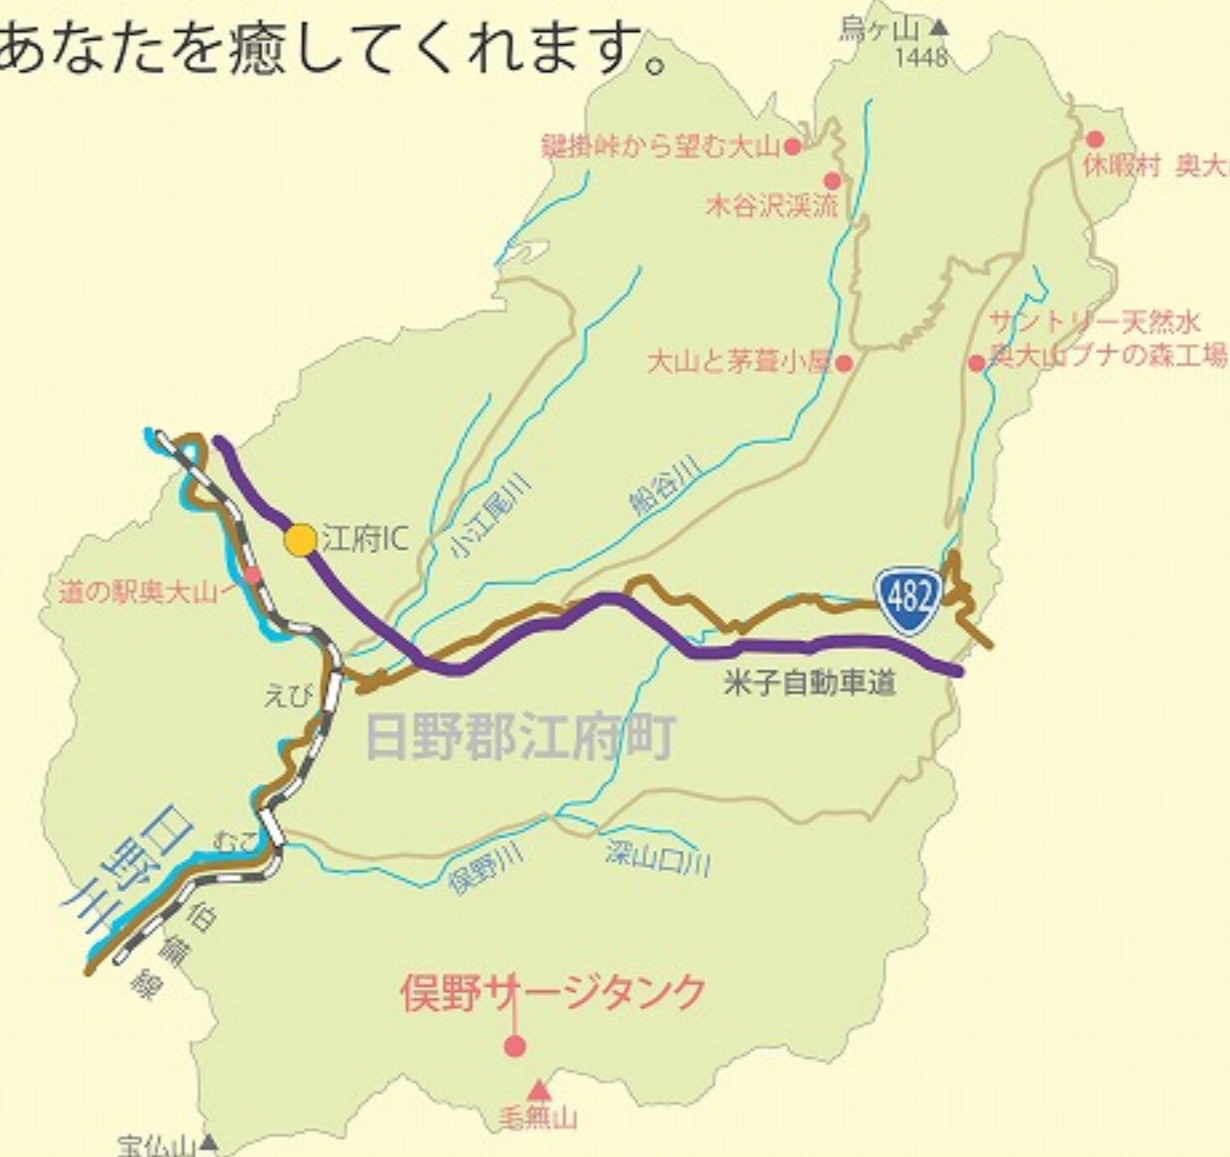 あなたを癒してくれます。
烏ヶ山
1448
鍵掛峠から望む大山
休暇村 奥大
木谷沢渓流
サントリー天然水
奥大山ブナの森工場
大山と茅葺小屋
船谷川
小江尾川
江府IC
道の駅奥大山
482
米子自動車道
えび
日野郡江府町
日野川
むこ
俣野川
深山口川
伯備線
俣野サージタンク
毛無山
宝仏山